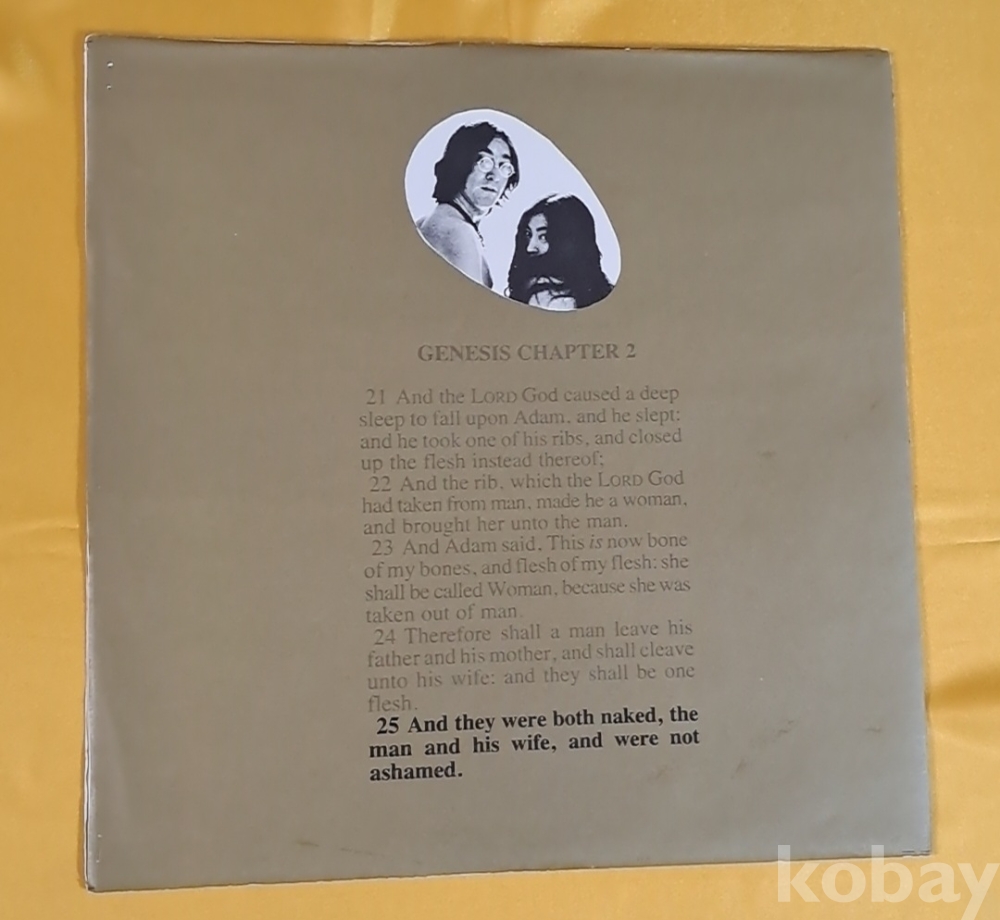 GENESIS CHAPTER 2
21 And the LORD God caused a deep
sleep to fall upon Adam, and he slept:
and he took one of his ribs, and closed
up the flesh instead thereof;
22 And the rib, which the LORD God
had taken from man, made he a woman,
and brought her unto the man.
23 And Adam said, This is now bone
of my bones, and flesh of my flesh: she
shall be called Woman, because she was
taken out of man.
24 Therefore shall a man leave his
father and his mother, and shall cleave
unto his wife: and they shall be one
flesh.
25 And they were both naked, the
man and his wife, and were not
ashamed.
kobay